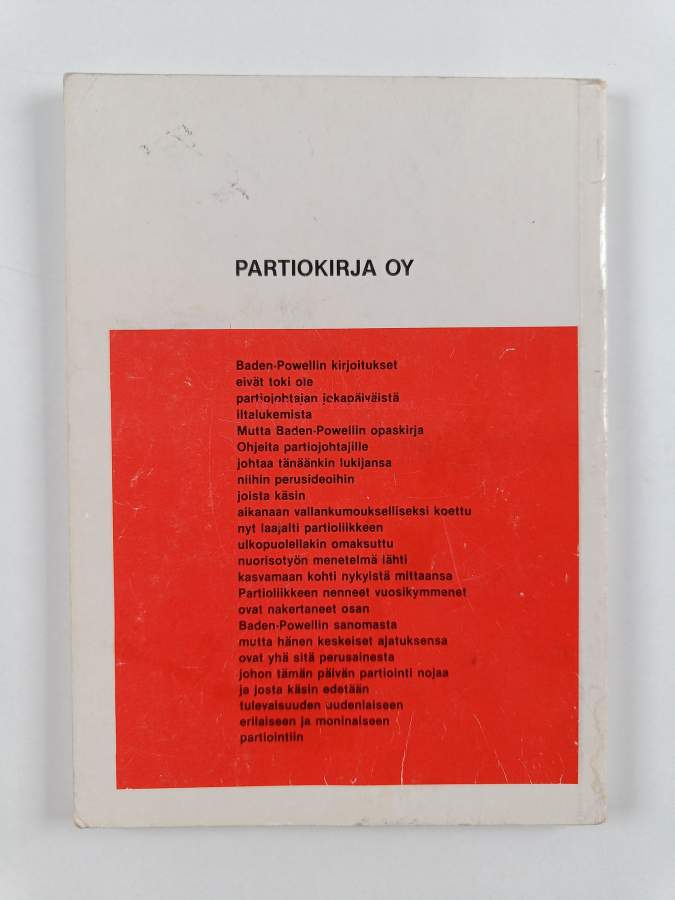 PARTIOKIRJA OY
Baden-Powellin kirjoitukset
eivät toki ole
partiojohtajan jokapäiväistä
iltalukemista
Mutta Baden-Powellin opaskirja
Ohjeita partiojohtajille
johtaa tänäänkin lukijansa
niihin perusideoihin
joista käsin
aikanaan vallankumoukselliseksi koettu
nyt laajalti partioliikkeen
ulkopuolellakin omaksuttu
nuorisotyön menetelmä lähti
kasvamaan kohti nykyistä mittaansa
Partioliikkeen nenneet vuosikymmenet
ovat nakertaneet osan
Baden-Powellin sanomasta
mutta hänen keskeiset ajatuksensa
ovat yhä sitä perusainesta
johon tämän päivän partiointi nojaa
ja josta käsin edetään
tulevaisuuden uudenlaiseen
erilaiseen ja moninaiseen
partiointiin